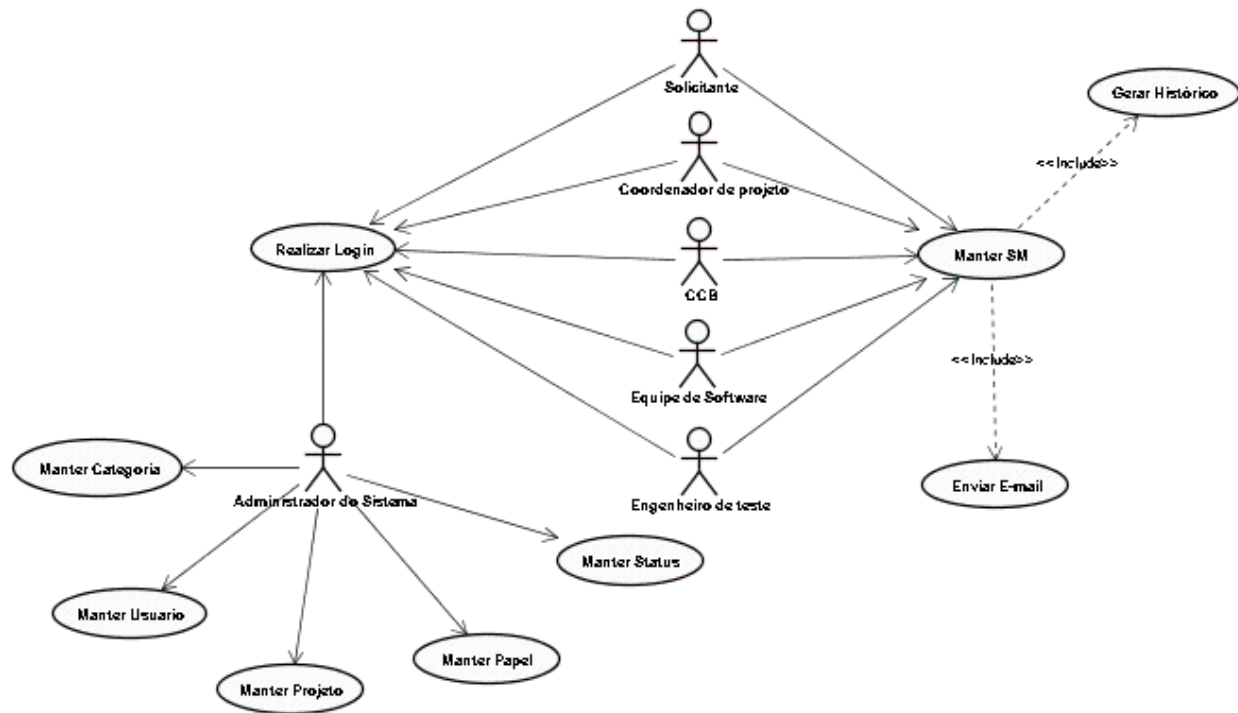 Solicitante
Gerar Histórico
<<Include>>
Coordenador de projeto
Realizar Login
Manter SM
CCB
<<Include>>
Equipe de Software
Manter Categoria
Administrador do Sistema
Engenheiro de teste
Enviar E-mail
Manter Status
Manter Usuario
Manter Papel
Manter Projeto